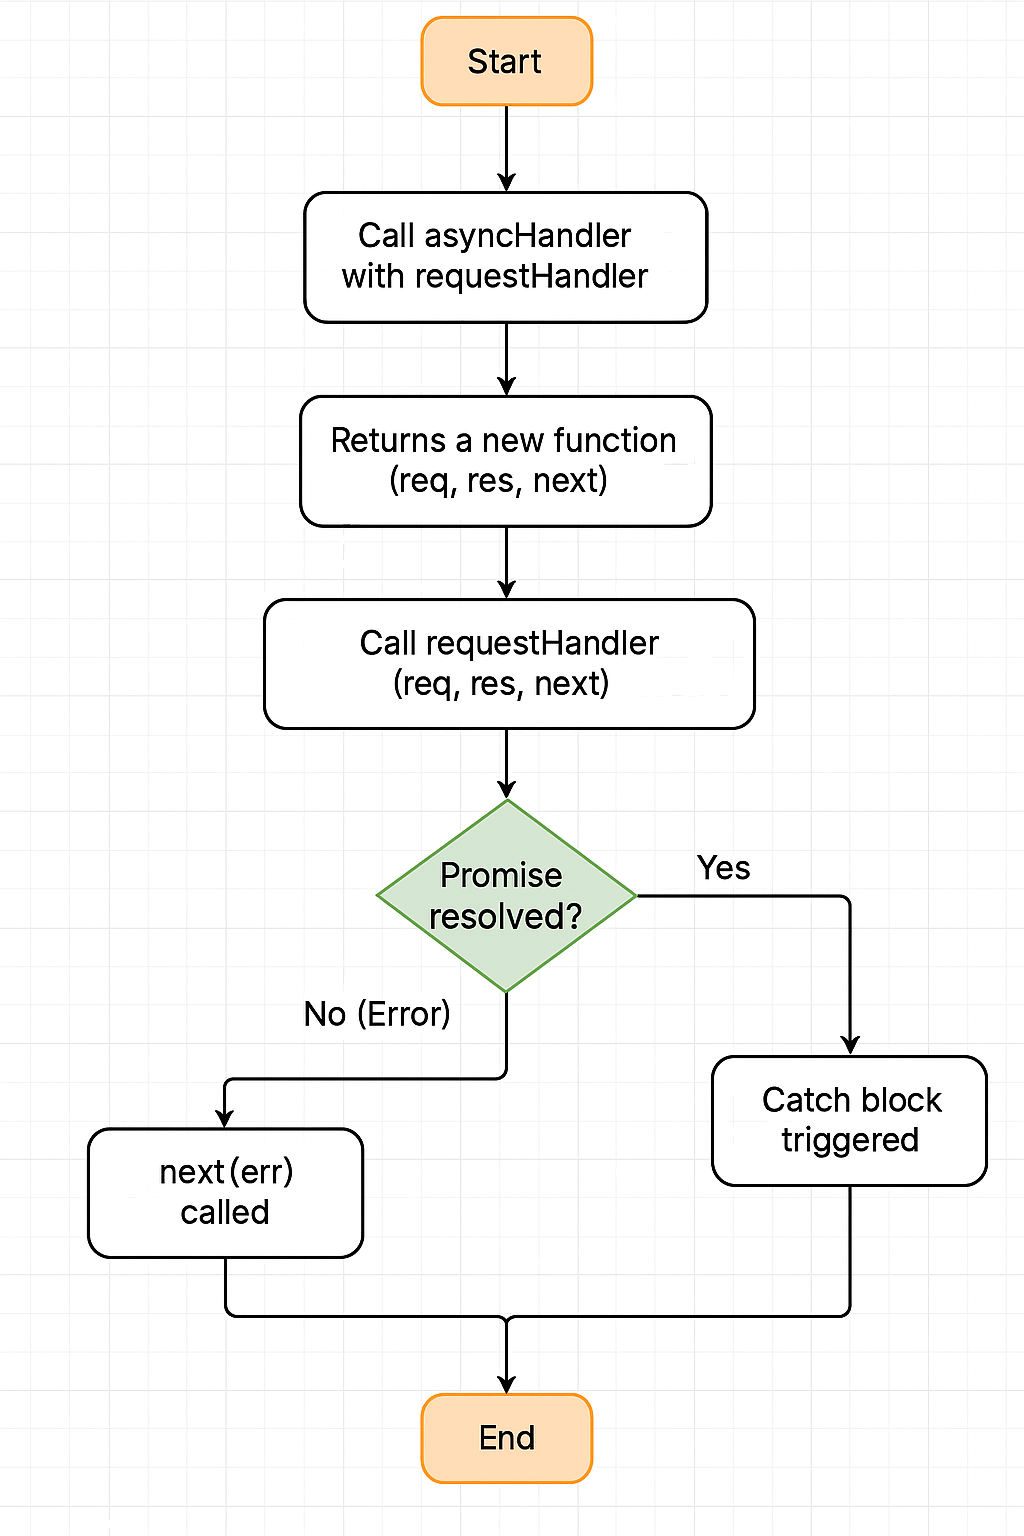 Start
Call asyncHandler
with requestHandler
Returns a new function
(req, res, next)
Call requestHandler
(req, res, next)
Promise
resolved?
Yes
No (Error)
Catch block
triggered
next(err)
called
End